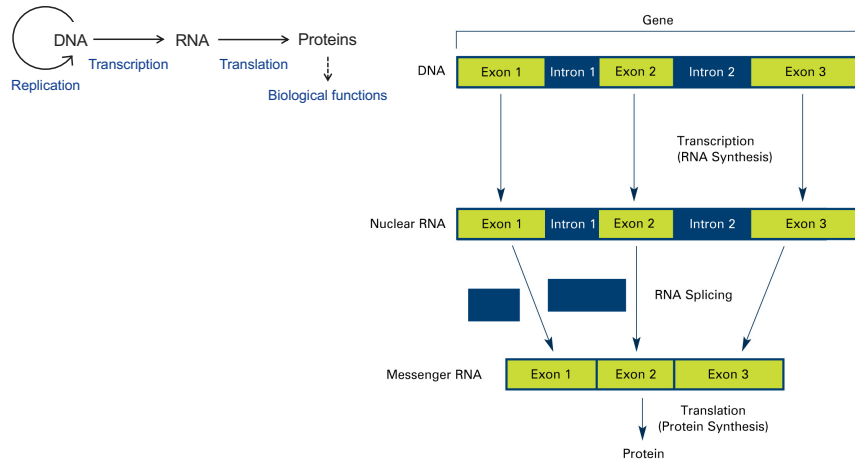 DNA
RNA
Proteins
Transcription
Translation
Replication
Biological functions
Gene
DNA
Exon 1
Intron 1
Exon 2
Intron 2
Exon 3
Transcription
(RNA Synthesis)
Nuclear RNA
Exon 1
Intron 1
Exon 2
Intron 2
Exon 3
RNA Splicing
Messenger RNA
Exon 1
Exon 2
Exon 3
Translation
(Protein Synthesis)
Protein